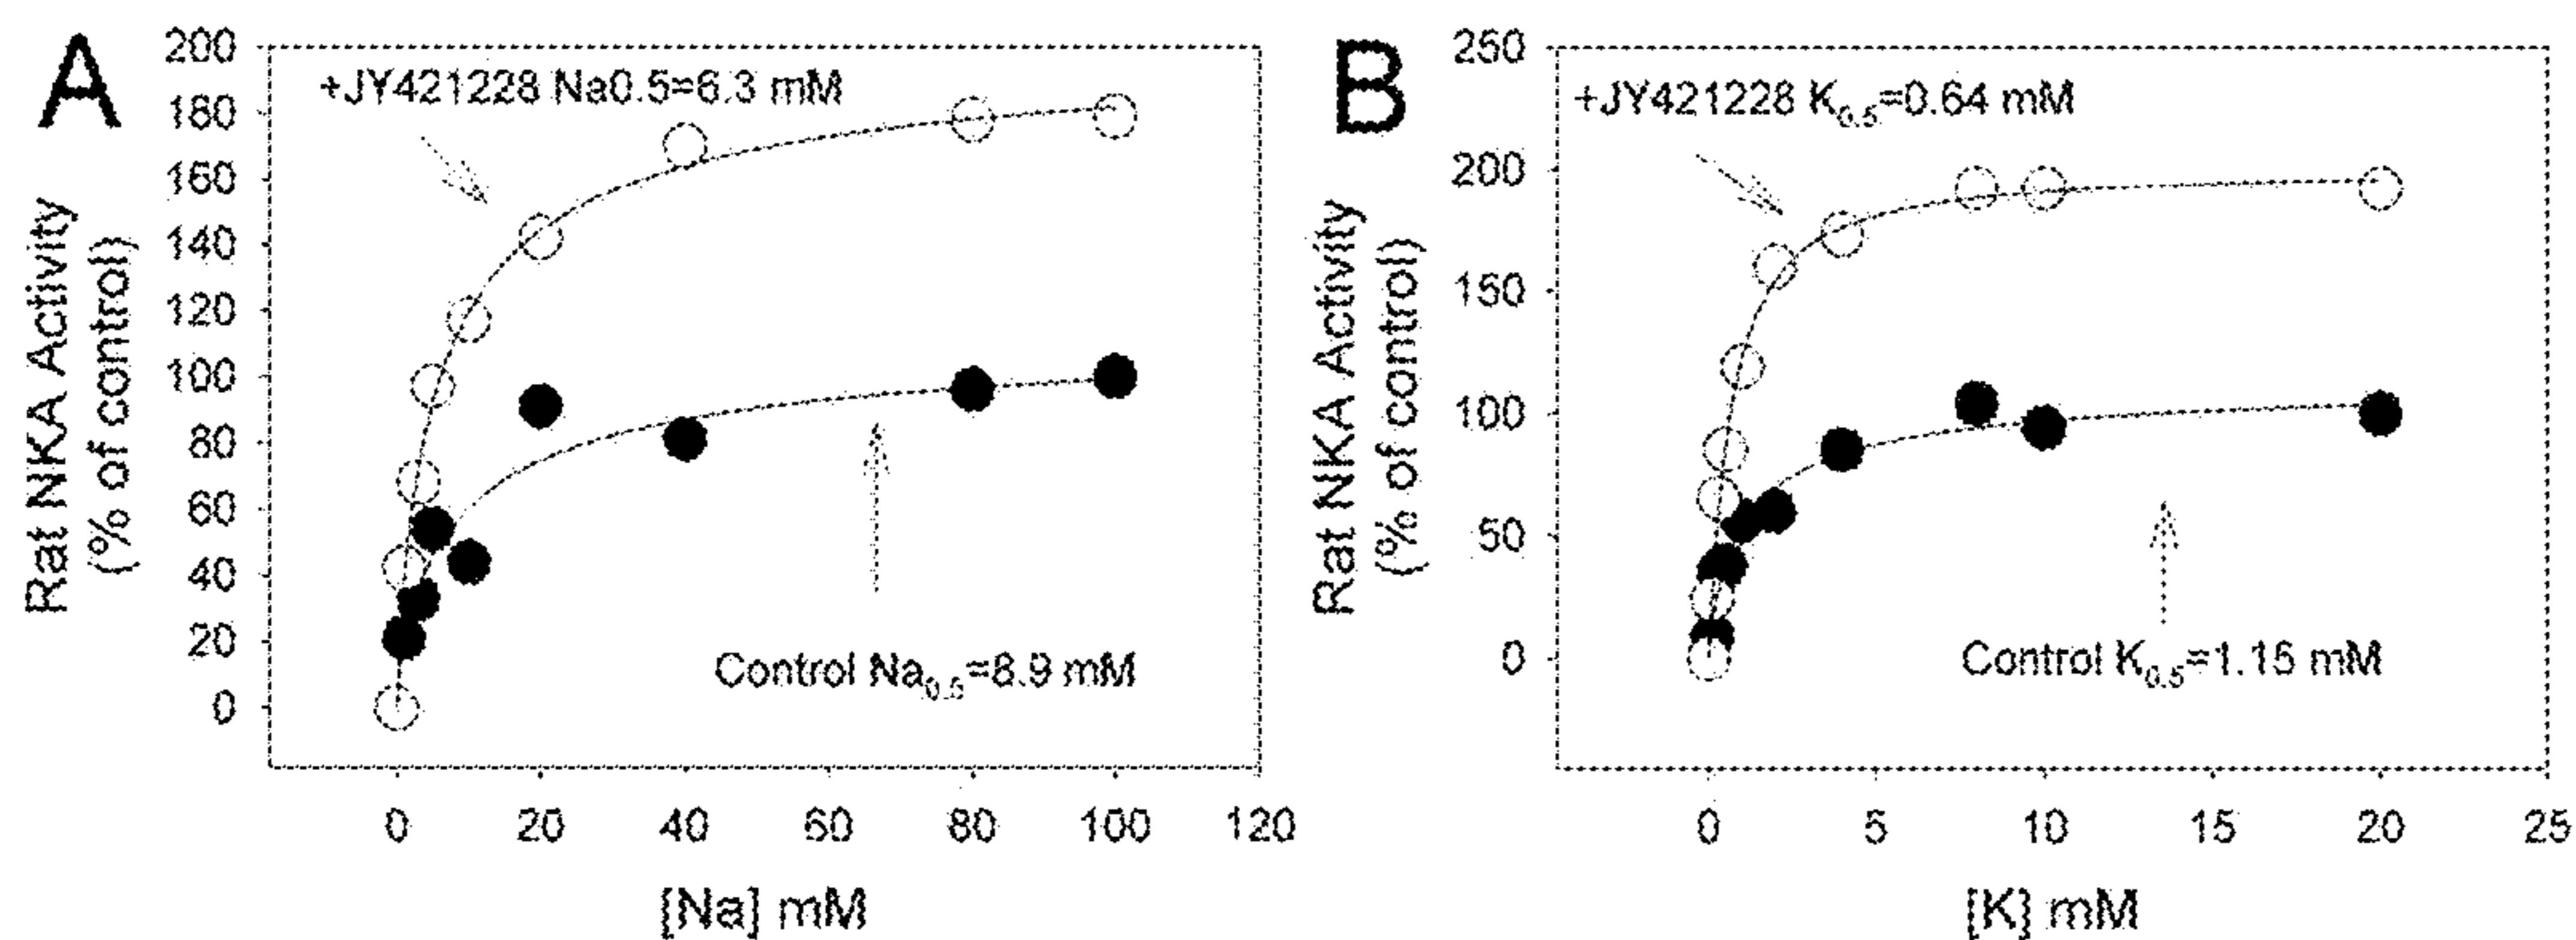 A
+JY421228 Na0.5=6.3 mM
Rat NKA Activity
(% of control)
200
180
160
140
120
100
80
60
40
20
0
Control Na0.5=8.9 mM
0 20 40 60 80 100 120
[Na] mM
B
+JY421228 K0.5=0.64 mM
Rat NKA Activity
(% of control)
250
200
150
100
50
0
Control K0.5=1.15 mM
0 5 10 15 20 25
[K] mM